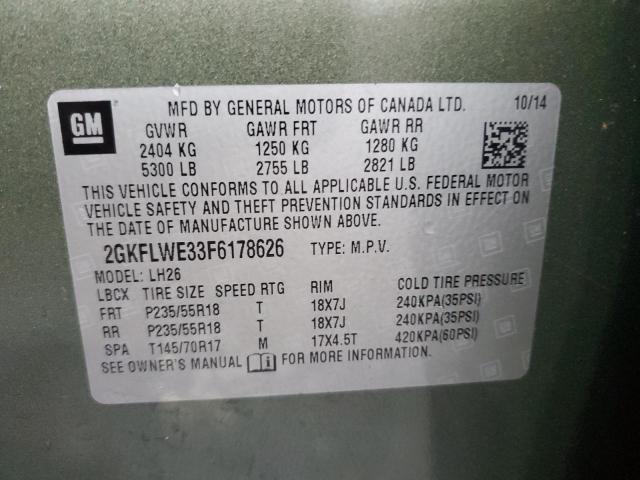 GM
MFD BY GENERAL MOTORS OF CANADA LTD. 10/14
GVWR GAWR FRT GAWR RR
2404 KG 1250 KG 1280 KG
5300 LB 2755 LB 2821 LB
THIS VEHICLE CONFORMS TO ALL APPLICABLE U.S. FEDERAL MOTOR
VEHICLE SAFETY AND THEFT PREVENTION STANDARDS IN EFFECT ON
THE DATE OF MANUFACTURE SHOWN ABOVE.
2GKFLWE33F6178626 TYPE: M.P.V.
MODEL: LH26
LBCX TIRE SIZE SPEED RTG RIM COLD TIRE PRESSURE
FRT P235/55R18 T 18X7J 240KPA(35PSI)
RR P235/55R18 T 18X7J 240KPA(35PSI)
SPA T145/70R17 M 17X4.5T 420KPA(60PSI)
SEE OWNER'S MANUAL FOR MORE INFORMATION.